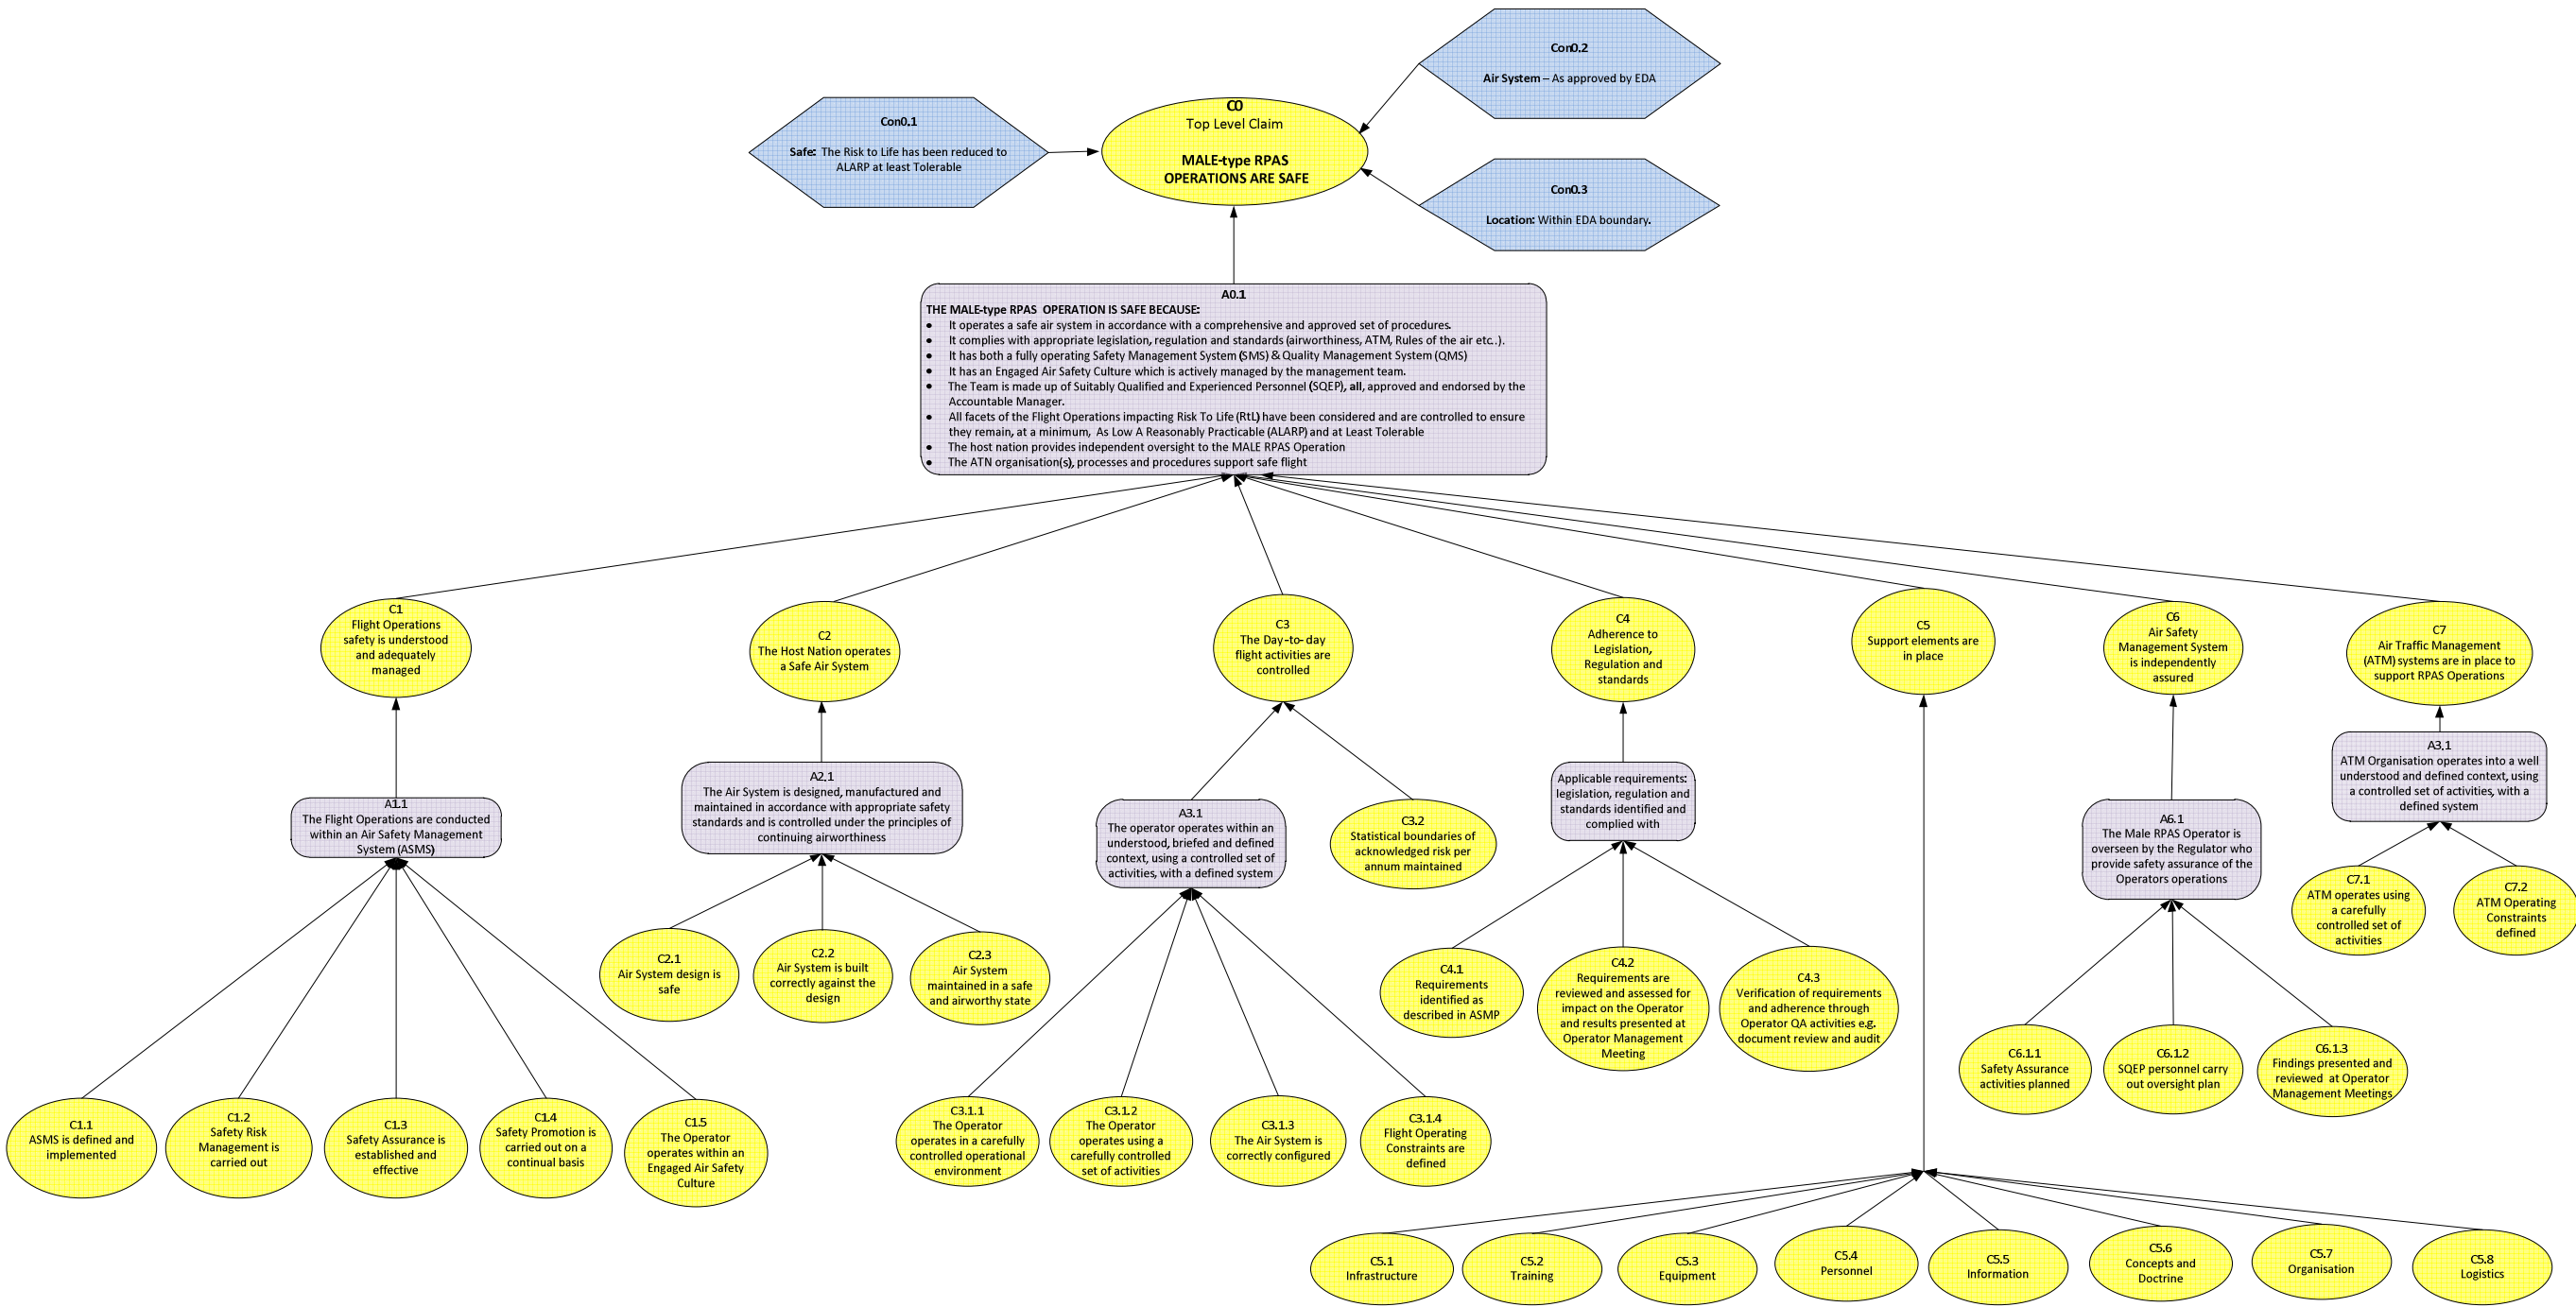 Con0.2
Air System – As approved by EDA
Con0.1
Safe: The Risk to Life has been reduced to
ALARP at least Tolerable
C0
Top Level Claim
MALE-type RPAS
OPERATIONS ARE SAFE
Con0.3
Location: Within EDA boundary.
A0.1
THE MALE-type RPAS OPERATION IS SAFE BECAUSE:
• It operates a safe air system in accordance with a comprehensive and approved set of procedures.
• It complies with appropriate legislation, regulation and standards (airworthiness, ATM, Rules of the air etc..).
• It has both a fully operating Safety Management System (SMS) & Quality Management System (QMS)
• It has an Engaged Air Safety Culture which is actively managed by the management team.
• The Team is made up of Suitably Qualified and Experienced Personnel (SQEP), all, approved and endorsed by the
Accountable Manager.
• All facets of the Flight Operations impacting Risk To Life (RtL) have been considered and are controlled to ensure
they remain, at a minimum, As Low A Reasonably Practicable (ALARP) and at Least Tolerable
• The host nation provides independent oversight to the MALE RPAS Operation
• The ATN organisation(s), processes and procedures support safe flight
C1
Flight Operations
safety is understood
and adequately
managed
C2
The Host Nation operates
a Safe Air System
C3
The Day-to-day
flight activities are
controlled
C4
Adherence to
Legislation,
Regulation and
standards
C5
Support elements are
in place
C6
Air Safety
Management System
is independently
assured
C7
Air Traffic Management
(ATM) systems are in place to
support RPAS Operations
A1.1
The Flight Operations are conducted
within an Air Safety Management
System (ASMS)
A2.1
The Air System is designed, manufactured and
maintained in accordance with appropriate safety
standards and is controlled under the principles of
continuing airworthiness
A3.1
The operator operates within an
understood, briefed and defined
context, using a controlled set of
activities, with a defined system
C3.2
Statistical boundaries of
acknowledged risk per
annum maintained
Applicable requirements:
legislation, regulation and
standards identified and
complied with
A6.1
The Male RPAS Operator is
overseen by the Regulator who
provide safety assurance of the
Operators operations
A3.1
ATM Organisation operates into a well
understood and defined context, using
a controlled set of activities, with a
defined system
C7.1
ATM operates using
a carefully
controlled set of
activities
C7.2
ATM Operating
Constraints
defined
C2.1
Air System design is
safe
C2.2
Air System is built
correctly against the
design
C2.3
Air System
maintained in a safe
and airworthy state
C4.1
Requirements
identified as
described in ASMP
C4.2
Requirements are
reviewed and assessed for
impact on the Operator
and results presented at
Operator Management
Meeting
C4.3
Verification of requirements
and adherence through
Operator QA activities e.g.
document review and audit
C6.1.1
Safety Assurance
activities planned
C6.1.2
SQEP personnel carry
out oversight plan
C6.1.3
Findings presented and
reviewed at Operator
Management Meetings
C1.1
ASMS is defined and
implemented
C1.2
Safety Risk
Management is
carried out
C1.3
Safety Assurance is
established and
effective
C1.4
Safety Promotion is
carried out on a
continual basis
C1.5
The Operator
operates within an
Engaged Air Safety
Culture
C3.1.1
The Operator
operates in a carefully
controlled operational
environment
C3.1.2
The Operator
operates using a
carefully controlled
set of activities
C3.1.3
The Air System is
correctly configured
C3.1.4
Flight Operating
Constraints are
defined
C5.1
Infrastructure
C5.2
Training
C5.3
Equipment
C5.4
Personnel
C5.5
Information
C5.6
Concepts and
Doctrine
C5.7
Organisation
C5.8
Logistics